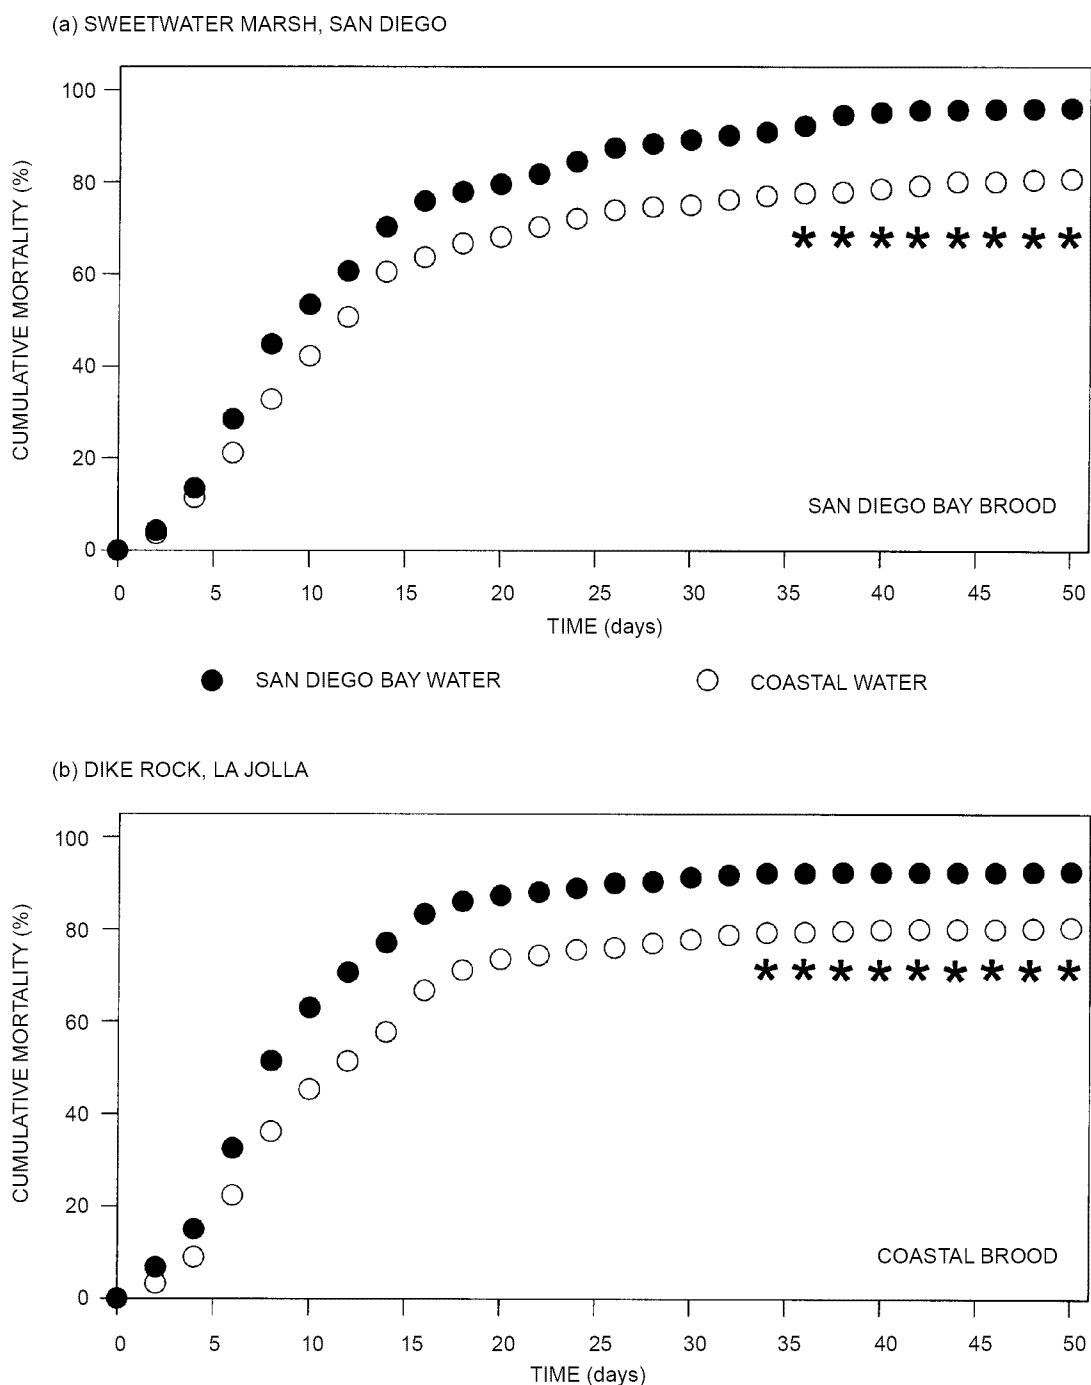 (a) SWEETWATER MARSH, SAN DIEGO
CUMULATIVE MORTALITY (%)
100
80
60
40
20
0
* * * * * * * *
SAN DIEGO BAY BROOD
0 5 10 15 20 25 30 35 40 45 50
TIME (days)
SAN DIEGO BAY WATER COASTAL WATER
(b) DIKE ROCK, LA JOLLA
CUMULATIVE MORTALITY (%)
100
80
60
40
20
0
* * * * * * * * *
COASTAL BROOD
0 5 10 15 20 25 30 35 40 45 50
TIME (days)